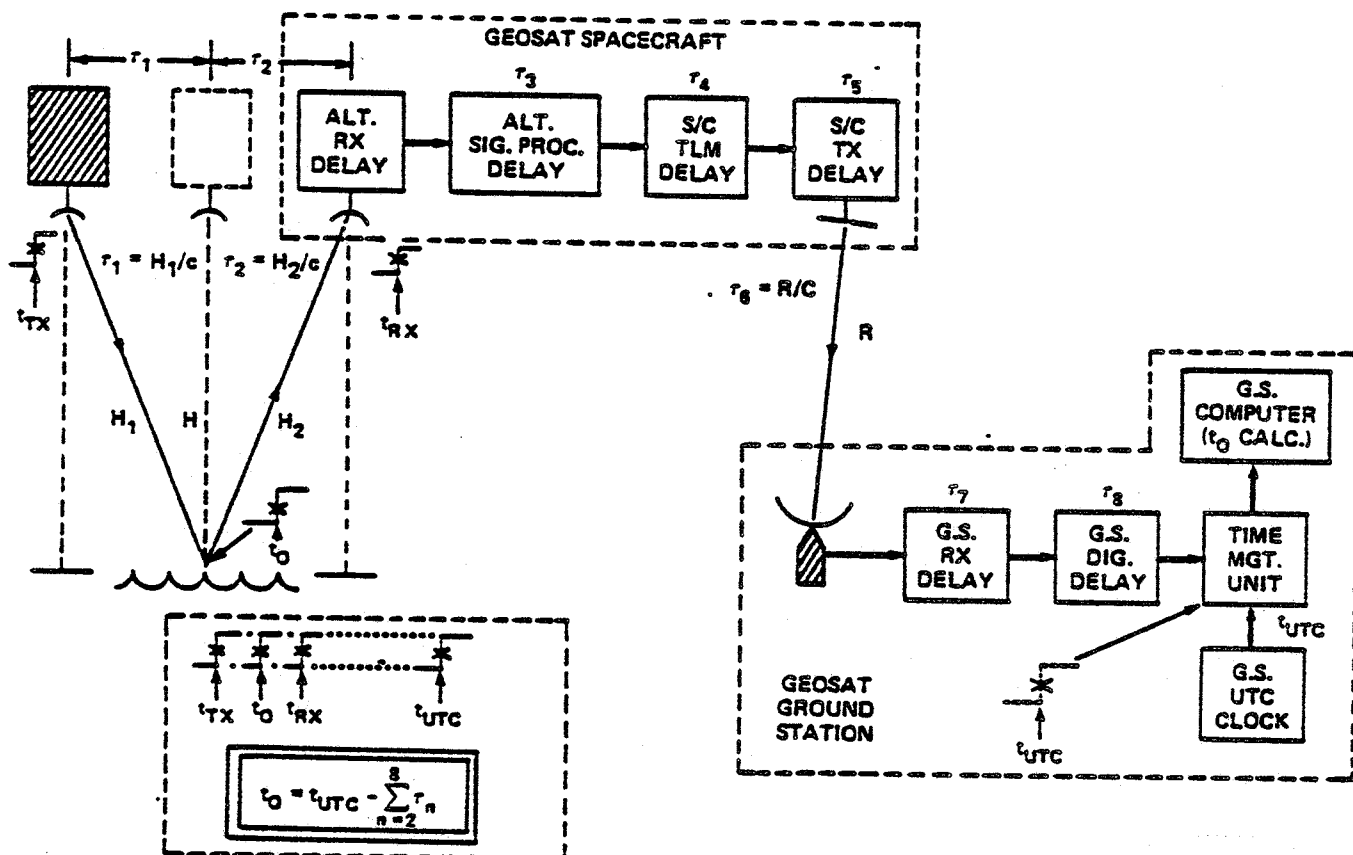 GEOSAT SPACECRAFT
τ1
τ2
τ3
τ4
τ5
ALT.
RX
DELAY
ALT.
SIG. PROC.
DELAY
S/C
TLM
DELAY
S/C
TX
DELAY
τ1 = H1/c
τ2 = H2/c
tTX
tRX
τ6 = R/C
R
H1
H
H2
t0
G.S.
COMPUTER
(t0 CALC.)
τ7
τ8
G.S.
RX
DELAY
G.S.
DIG.
DELAY
TIME
MGT.
UNIT
tUTC
G.S.
UTC
CLOCK
GEOSAT
GROUND
STATION
tUTC
tTX
t0
tRX
tUTC
8
t0 = tUTC - Σ τn
n=2